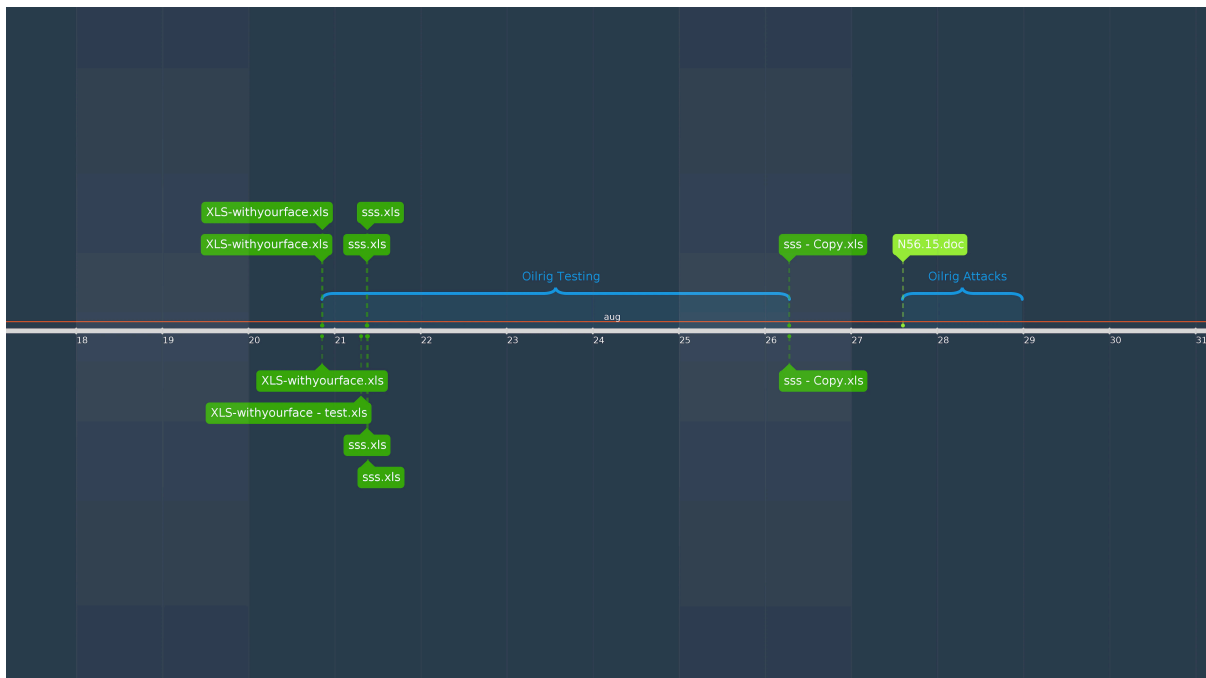 XLS-withyourface.xls
sss.xls
XLS-withyourface.xls
sss.xls
sss - Copy.xls
N56.15.doc
Oilrig Testing
Oilrig Attacks
aug
18 19 20 21 22 23 24 25 26 27 28 29 30 31
XLS-withyourface.xls
sss - Copy.xls
XLS-withyourface - test.xls
sss.xls
sss.xls